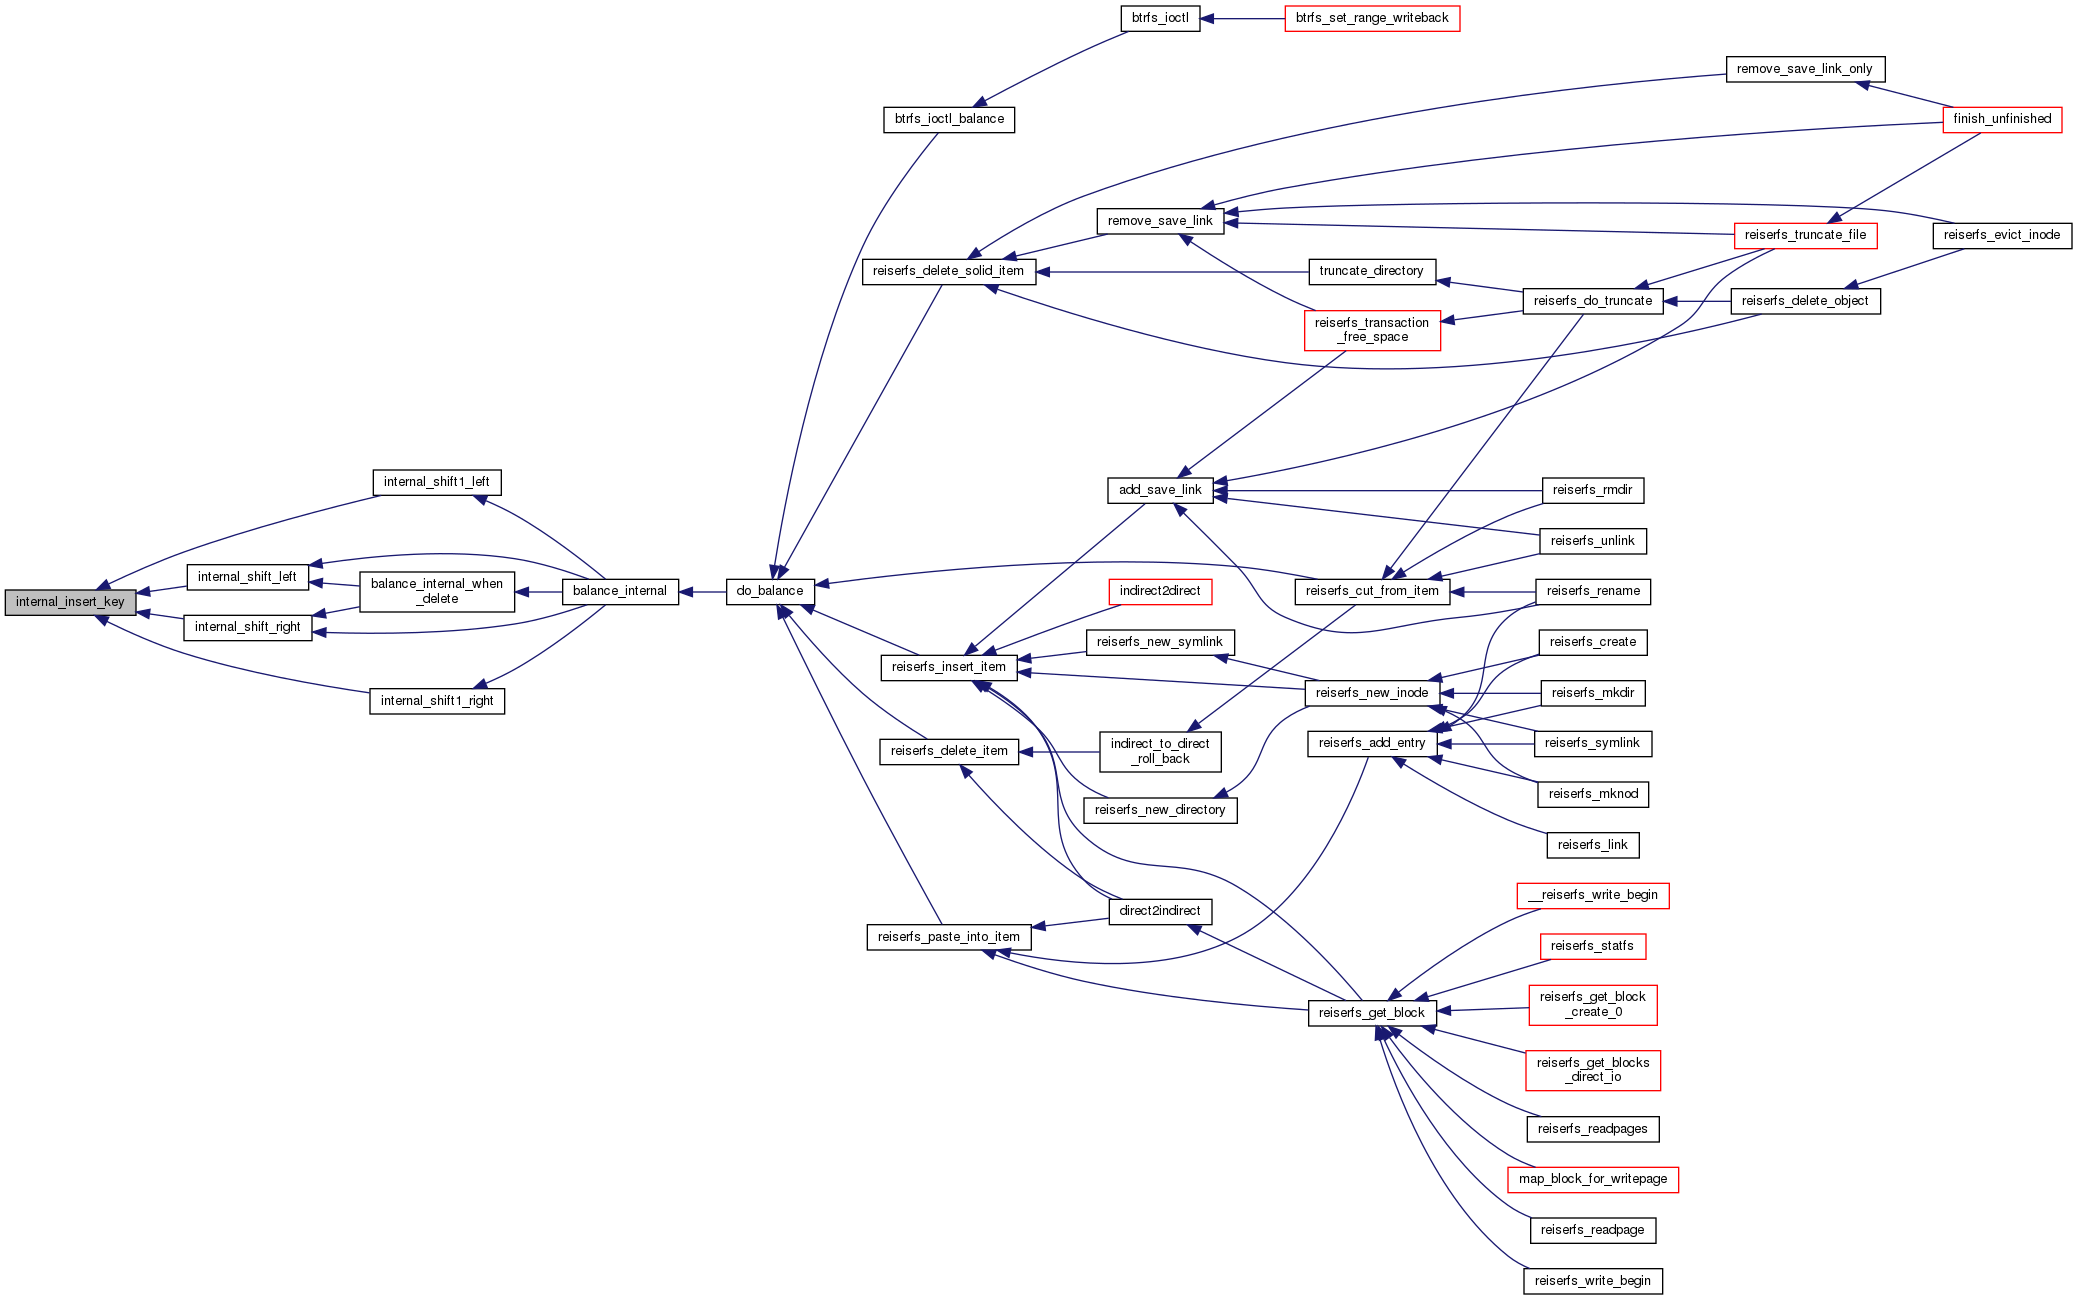 btrfs_ioctl
btrfs_set_range_writeback
remove_save_link_only
btrfs_ioctl_balance
finish_unfinished
remove_save_link
reiserfs_truncate_file
reiserfs_evict_inode
reiserfs_delete_solid_item
truncate_directory
reiserfs_do_truncate
reiserfs_delete_object
reiserfs_transaction
_free_space
internal_shift1_left
add_save_link
reiserfs_rmdir
reiserfs_unlink
internal_insert_key
internal_shift_left
balance_internal_when
_delete
balance_internal
do_balance
indirect2direct
reiserfs_cut_from_item
reiserfs_rename
internal_shift_right
reiserfs_new_symlink
reiserfs_create
reiserfs_insert_item
internal_shift1_right
reiserfs_new_inode
reiserfs_mkdir
reiserfs_delete_item
indirect_to_direct
_roll_back
reiserfs_add_entry
reiserfs_symlink
reiserfs_new_directory
reiserfs_mknod
reiserfs_link
__reiserfs_write_begin
direct2indirect
reiserfs_paste_into_item
reiserfs_statfs
reiserfs_get_block
reiserfs_get_block
_create_0
reiserfs_get_blocks
_direct_io
reiserfs_readpages
map_block_for_writepage
reiserfs_readpage
reiserfs_write_begin